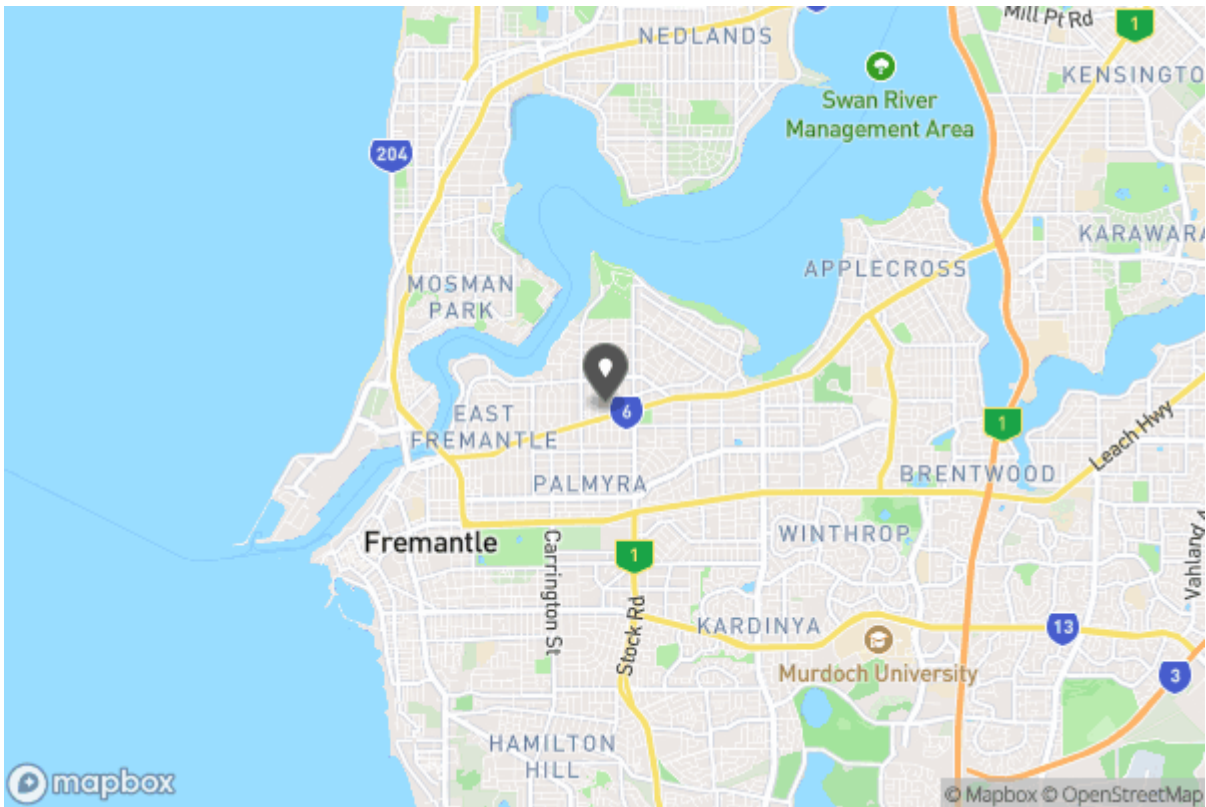 Mill Pt Rd
1
NEDLANDS
KENSINGTO
Swan River
Management Area
204
KARAWARA
APPLECROSS
MOSMAN
PARK
6
EAST
FREMANTLE
1
Leach Hwy
BRENTWOOD
PALMYRA
WINTHROP
Fremantle
Carrington St
1
Vahland A
Stock Rd
KARDINYA
13
Murdoch University
3
HAMILTON
HILL
mapbox
© Mapbox © OpenStreetMap